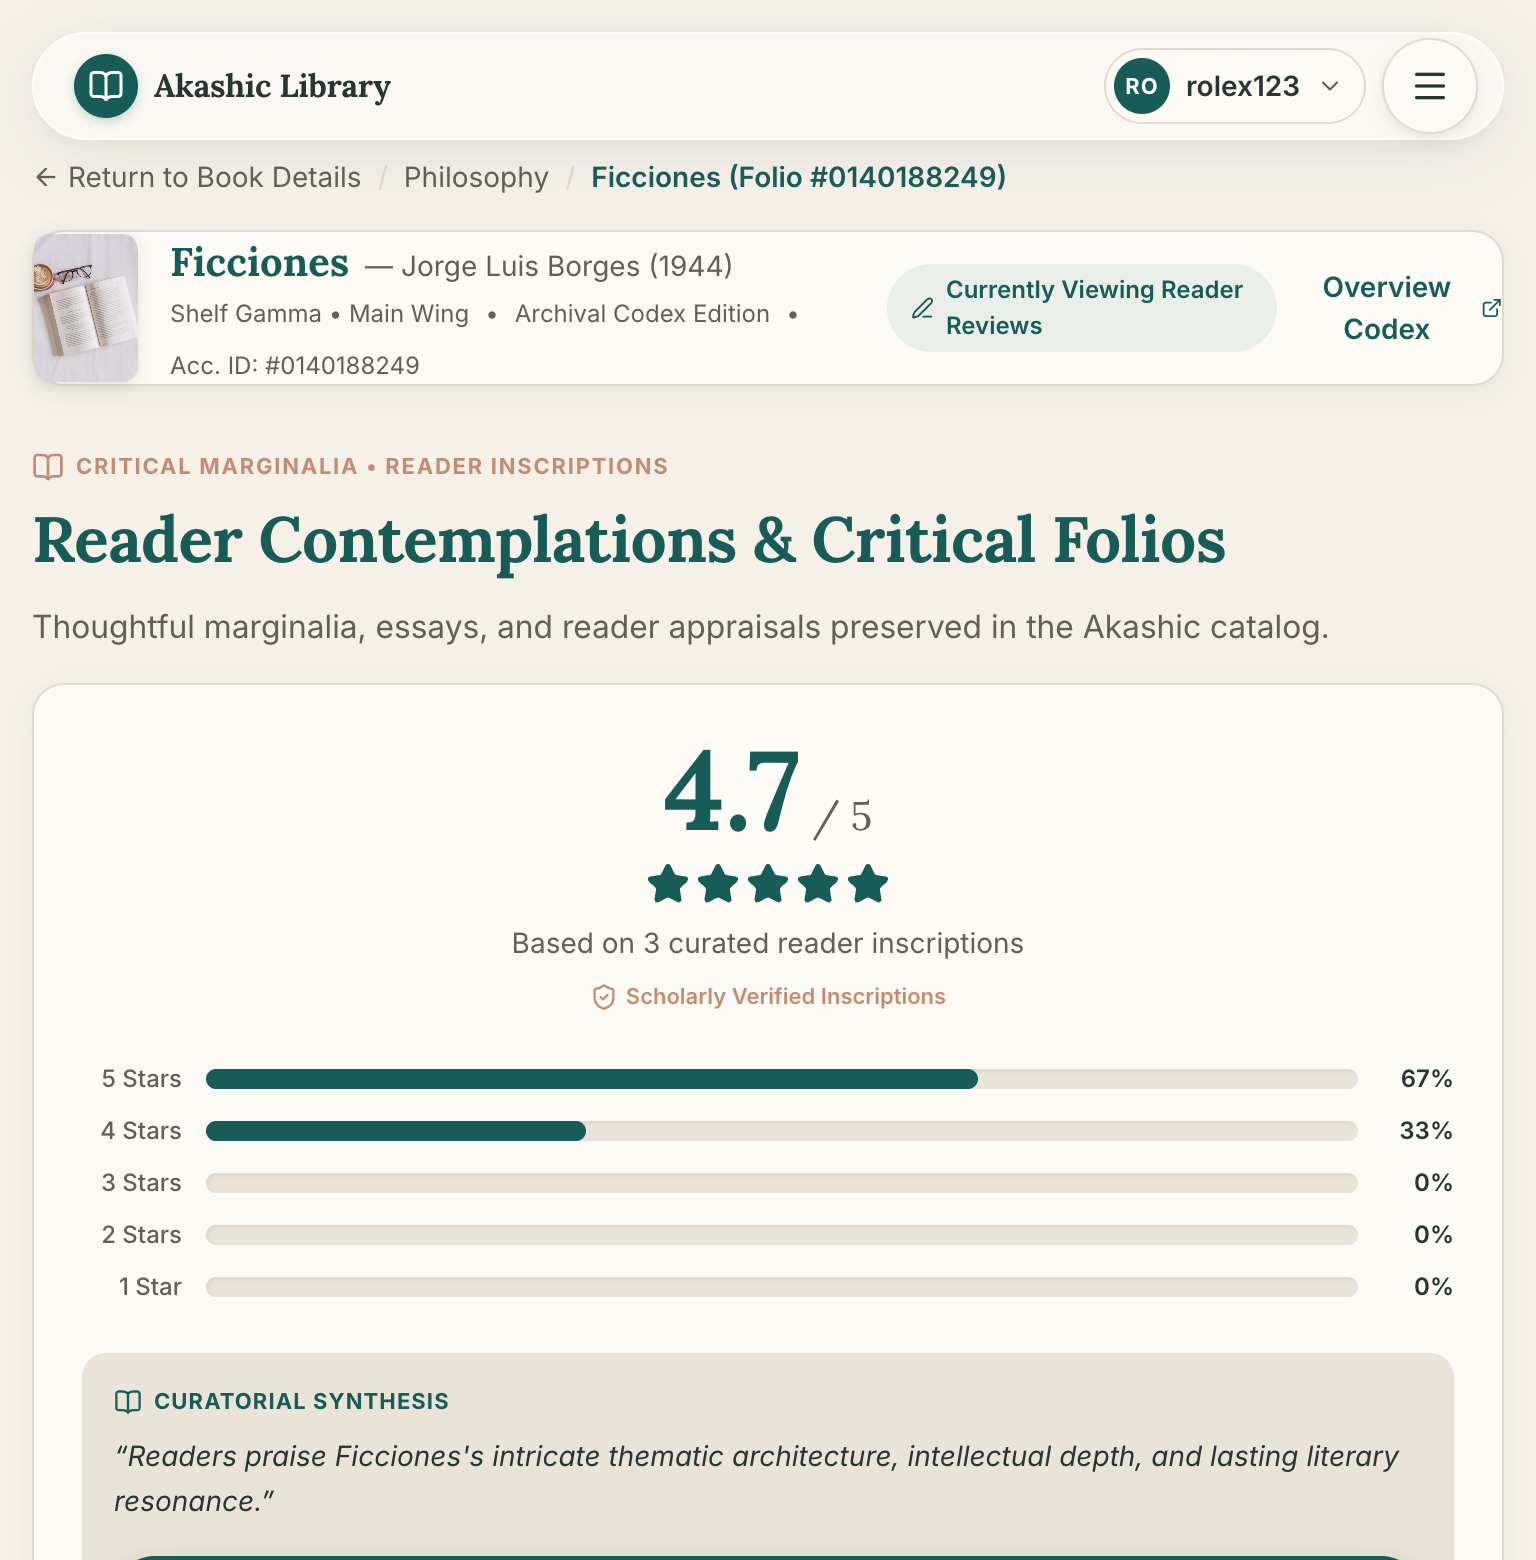 Akashic Library
RO rolex123
← Return to Book Details / Philosophy / Ficciones (Folio #0140188249)
Ficciones — Jorge Luis Borges (1944)
Shelf Gamma • Main Wing • Archival Codex Edition •
Acc. ID: #0140188249
Currently Viewing Reader
Reviews
Overview
Codex
CRITICAL MARGINALIA • READER INSCRIPTIONS
Reader Contemplations & Critical Folios
Thoughtful marginalia, essays, and reader appraisals preserved in the Akashic catalog.
4.7 / 5
Based on 3 curated reader inscriptions
Scholarly Verified Inscriptions
5 Stars 67%
4 Stars 33%
3 Stars 0%
2 Stars 0%
1 Star 0%
CURATORIAL SYNTHESIS
“Readers praise Ficciones's intricate thematic architecture, intellectual depth, and lasting literary
resonance.”